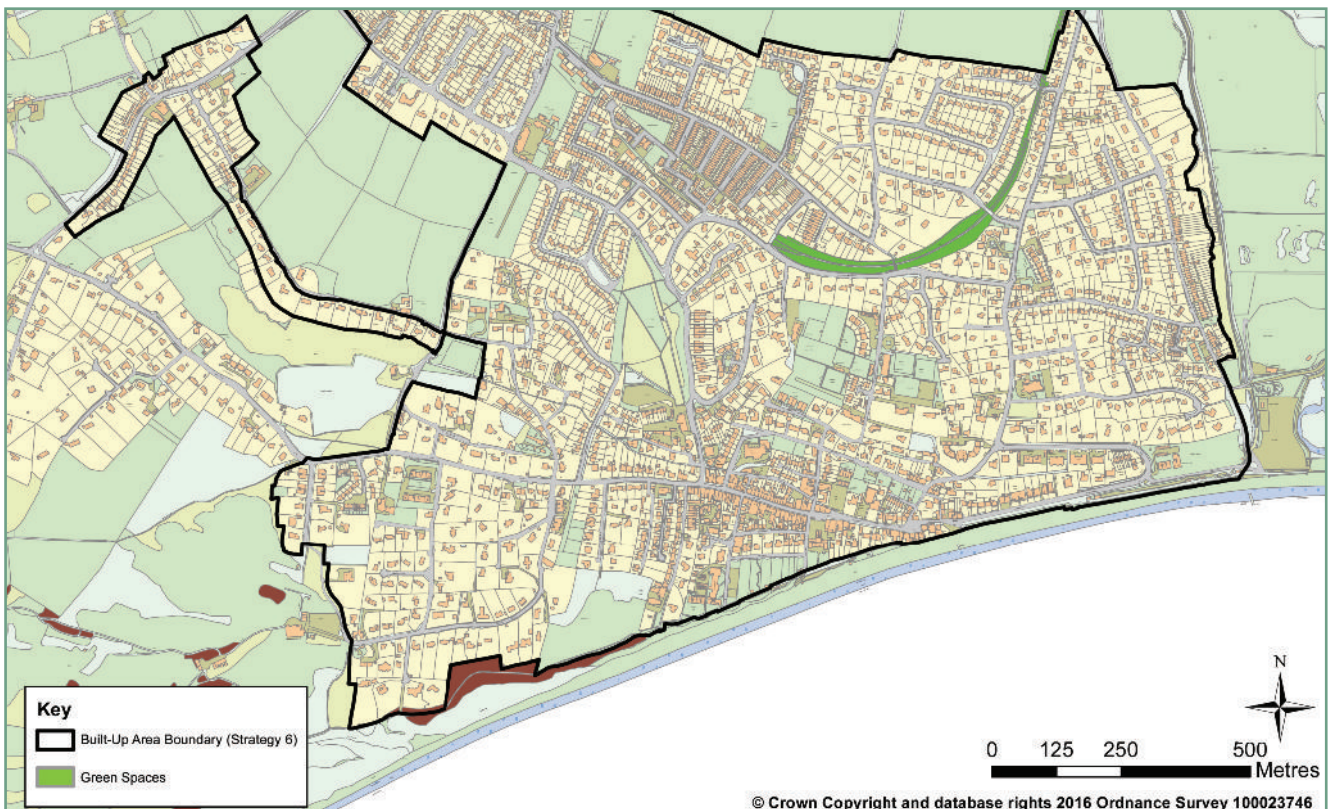 N
Key
Built-Up Area Boundary (Strategy 6)
Green Spaces
0 125 250 500
Metres
© Crown Copyright and database rights 2016 Ordnance Survey 100023746